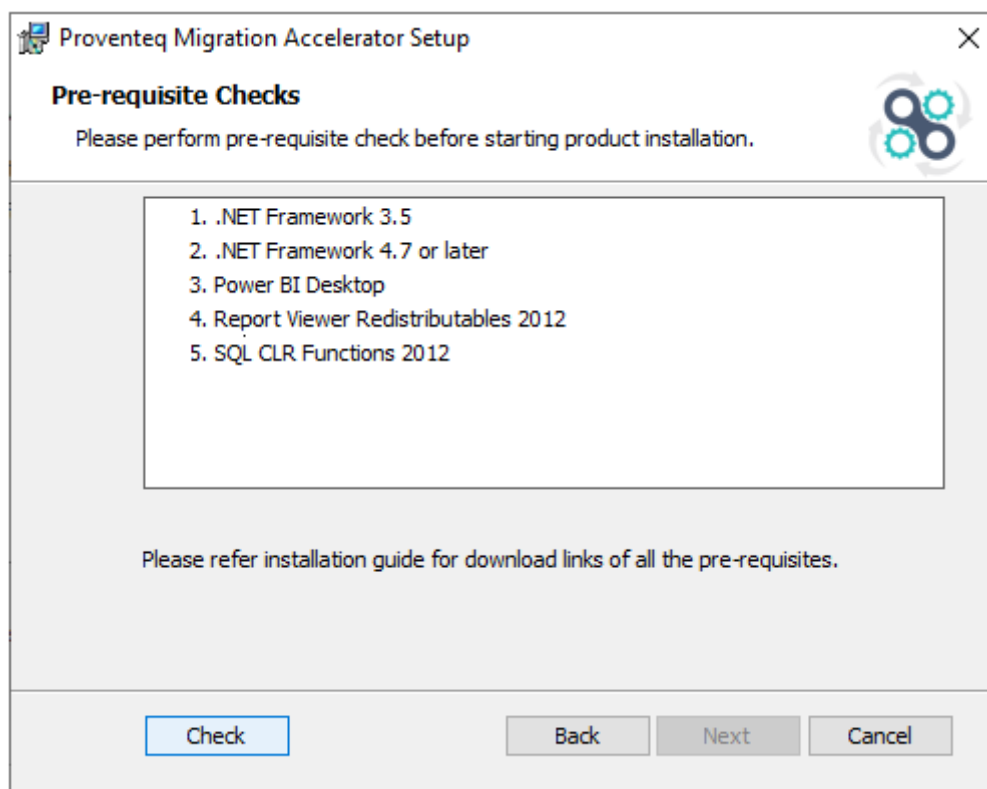 Proventeq Migration Accelerator Setup
Pre-requisite Checks
Please perform pre-requisite check before starting product installation.
1. .NET Framework 3.5
2. .NET Framework 4.7 or later
3. Power BI Desktop
4. Report Viewer Redistributables 2012
5. SQL CLR Functions 2012
Please refer installation guide for download links of all the pre-requisites.
Check
Back
Next
Cancel